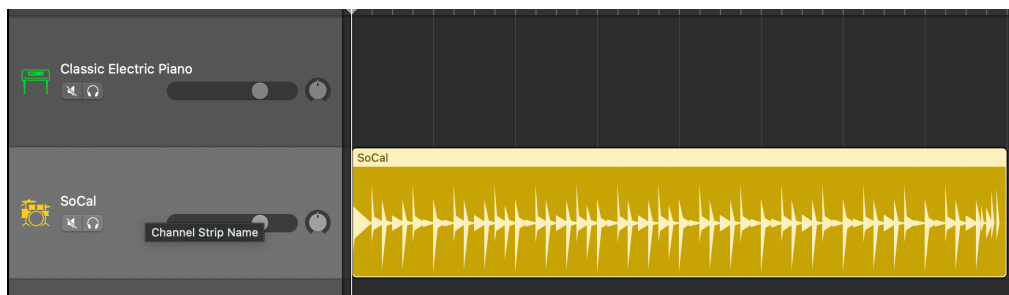 Classic Electric Piano
SoCal
SoCal
Channel Strip Name